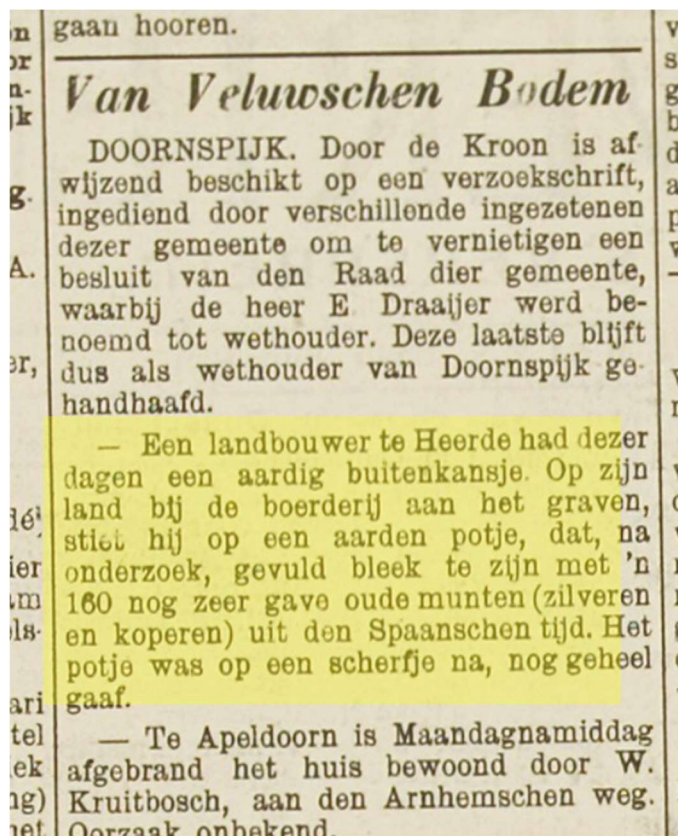 gaan hooren.
Van Veluwschen Bodem
DOORNSPIJK. Door de Kroon is af-
wijzend beschikt op een verzoekschrift,
ingediend door verschillende ingezetenen
dezer gemeente om te vernietigen een
besluit van den Raad dier gemeente,
waarbij de heer E Draaijer werd be-
noemd tot wethouder. Deze laatste blijft
dus als wethouder van Doornspijk ge-
handhaafd.
— Een landbouwer te Heerde had dezer
dagen een aardig buitenkansje. Op zijn
land bij de boerderij aan het graven,
stiet hij op een aarden potje, dat, na
onderzoek, gevuld bleek te zijn met 'n
160 nog zeer gave oude munten (zilveren
en koperen) uit den Spaanschen tijd. Het
potje was op een scherfje na, nog geheel
gaaf.
— Te Apeldoorn is Maandagnamiddag
afgebrand het huis bewoond door W.
Kruitbosch, aan den Arnhemschen weg.
Oorzaak onbekend.